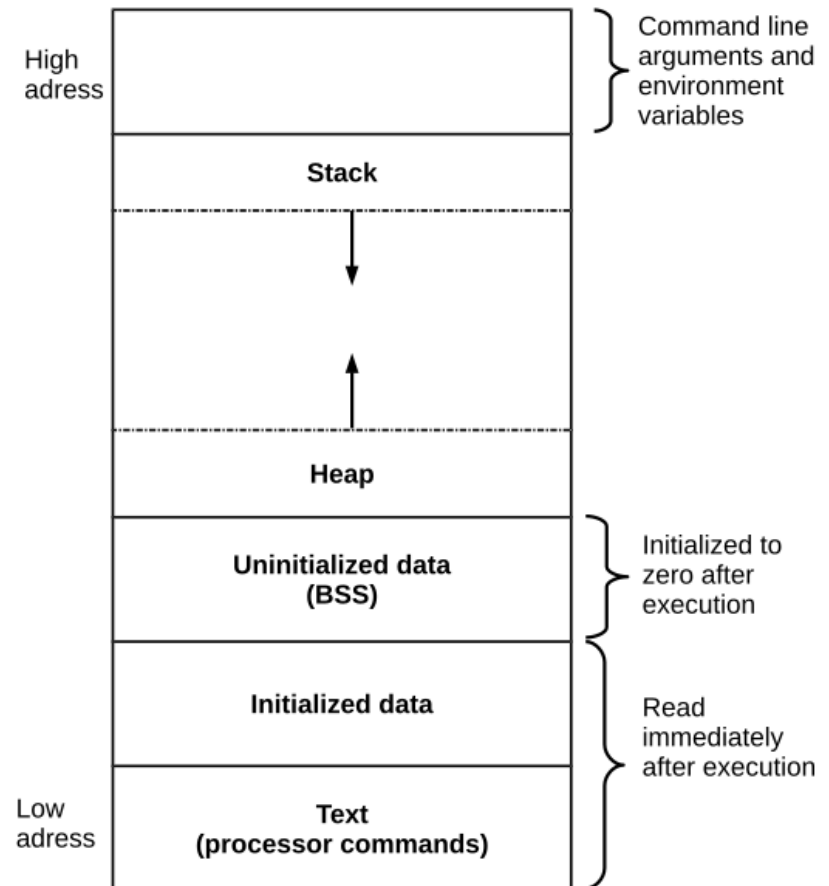 Command line
arguments and
environment
variables
High
adress
Stack
Heap
Uninitialized data
(BSS)
Initialized to
zero after
execution
Initialized data
Read
immediately
after execution
Low
adress
Text
(processor commands)